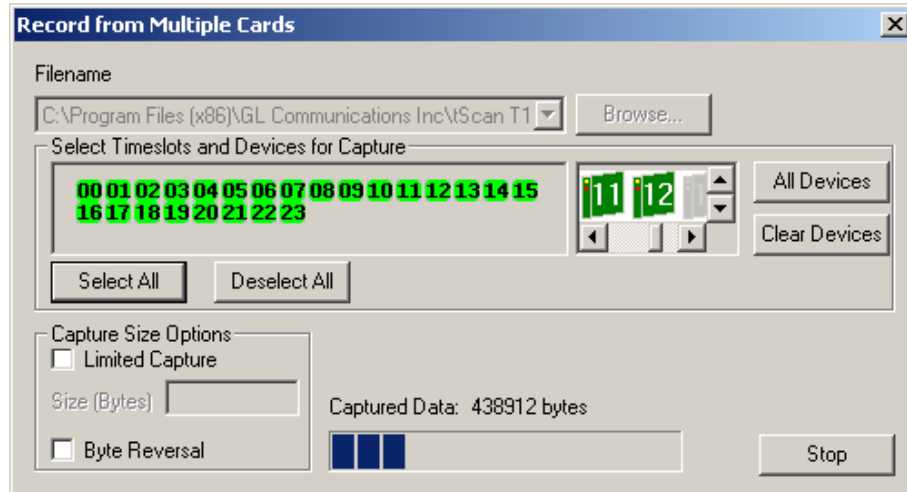 Record from Multiple Cards
Filename
C:\Program Files (x86)\GL Communications Inc\tScan T1
Browse...
Select Timeslots and Devices for Capture
00 01 02 03 04 05 06 07 08 09 10 11 12 13 14 15
16 17 18 19 20 21 22 23
11 12
All Devices
Clear Devices
Select All Deselect All
Capture Size Options
Limited Capture
Size (Bytes)
Captured Data: 438912 bytes
Byte Reversal
Stop